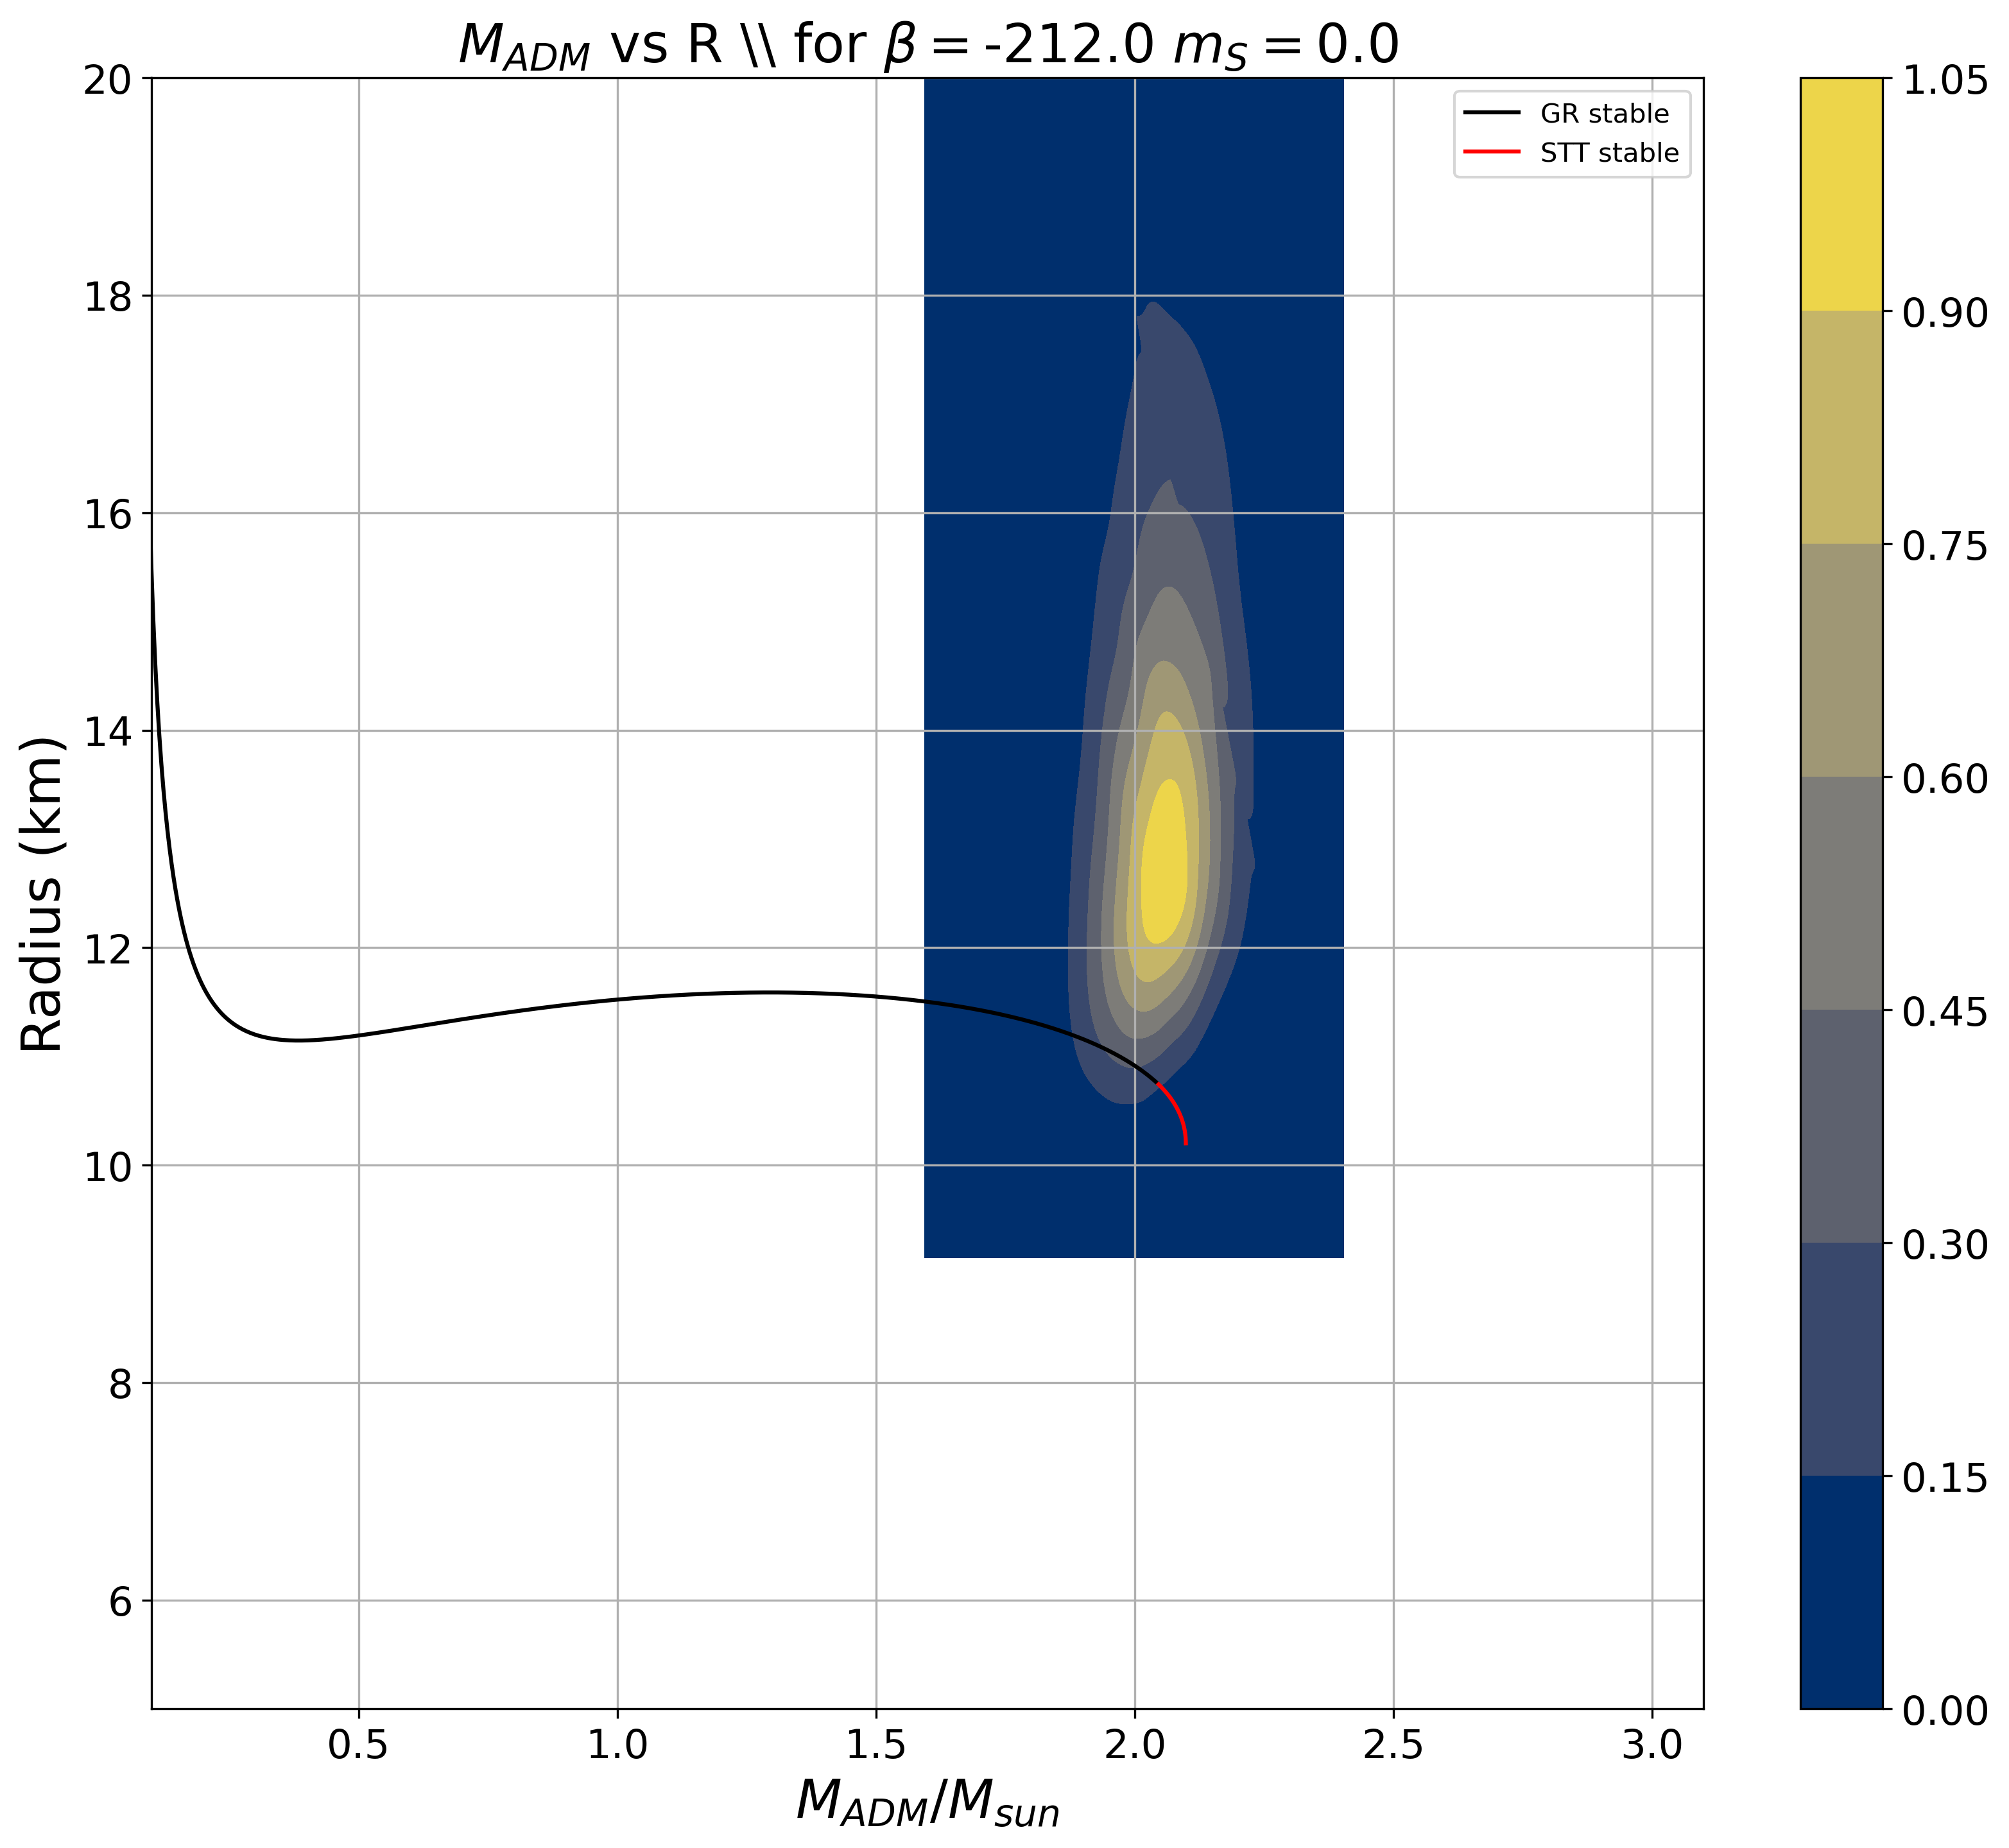 M_ADM vs R \\ for β = -212.0 m_S = 0.0
GR stable
STT stable
Radius (km)
20
18
16
14
12
10
8
6
0.5 1.0 1.5 2.0 2.5 3.0
M_ADM/M_sun
1.05
0.90
0.75
0.60
0.45
0.30
0.15
0.00